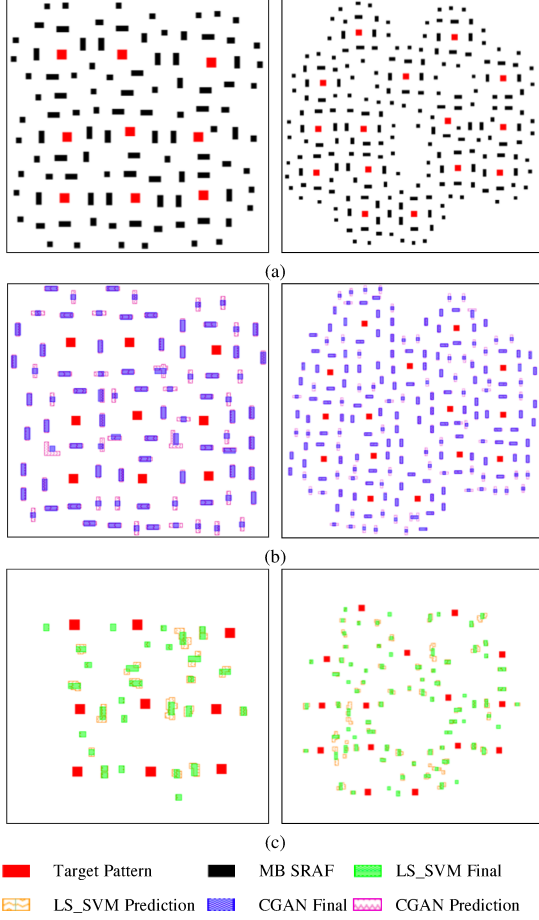 (a)
(b)
(c)
Target Pattern MB SRAF LS_SVM Final
LS_SVM Prediction CGAN Final CGAN Prediction